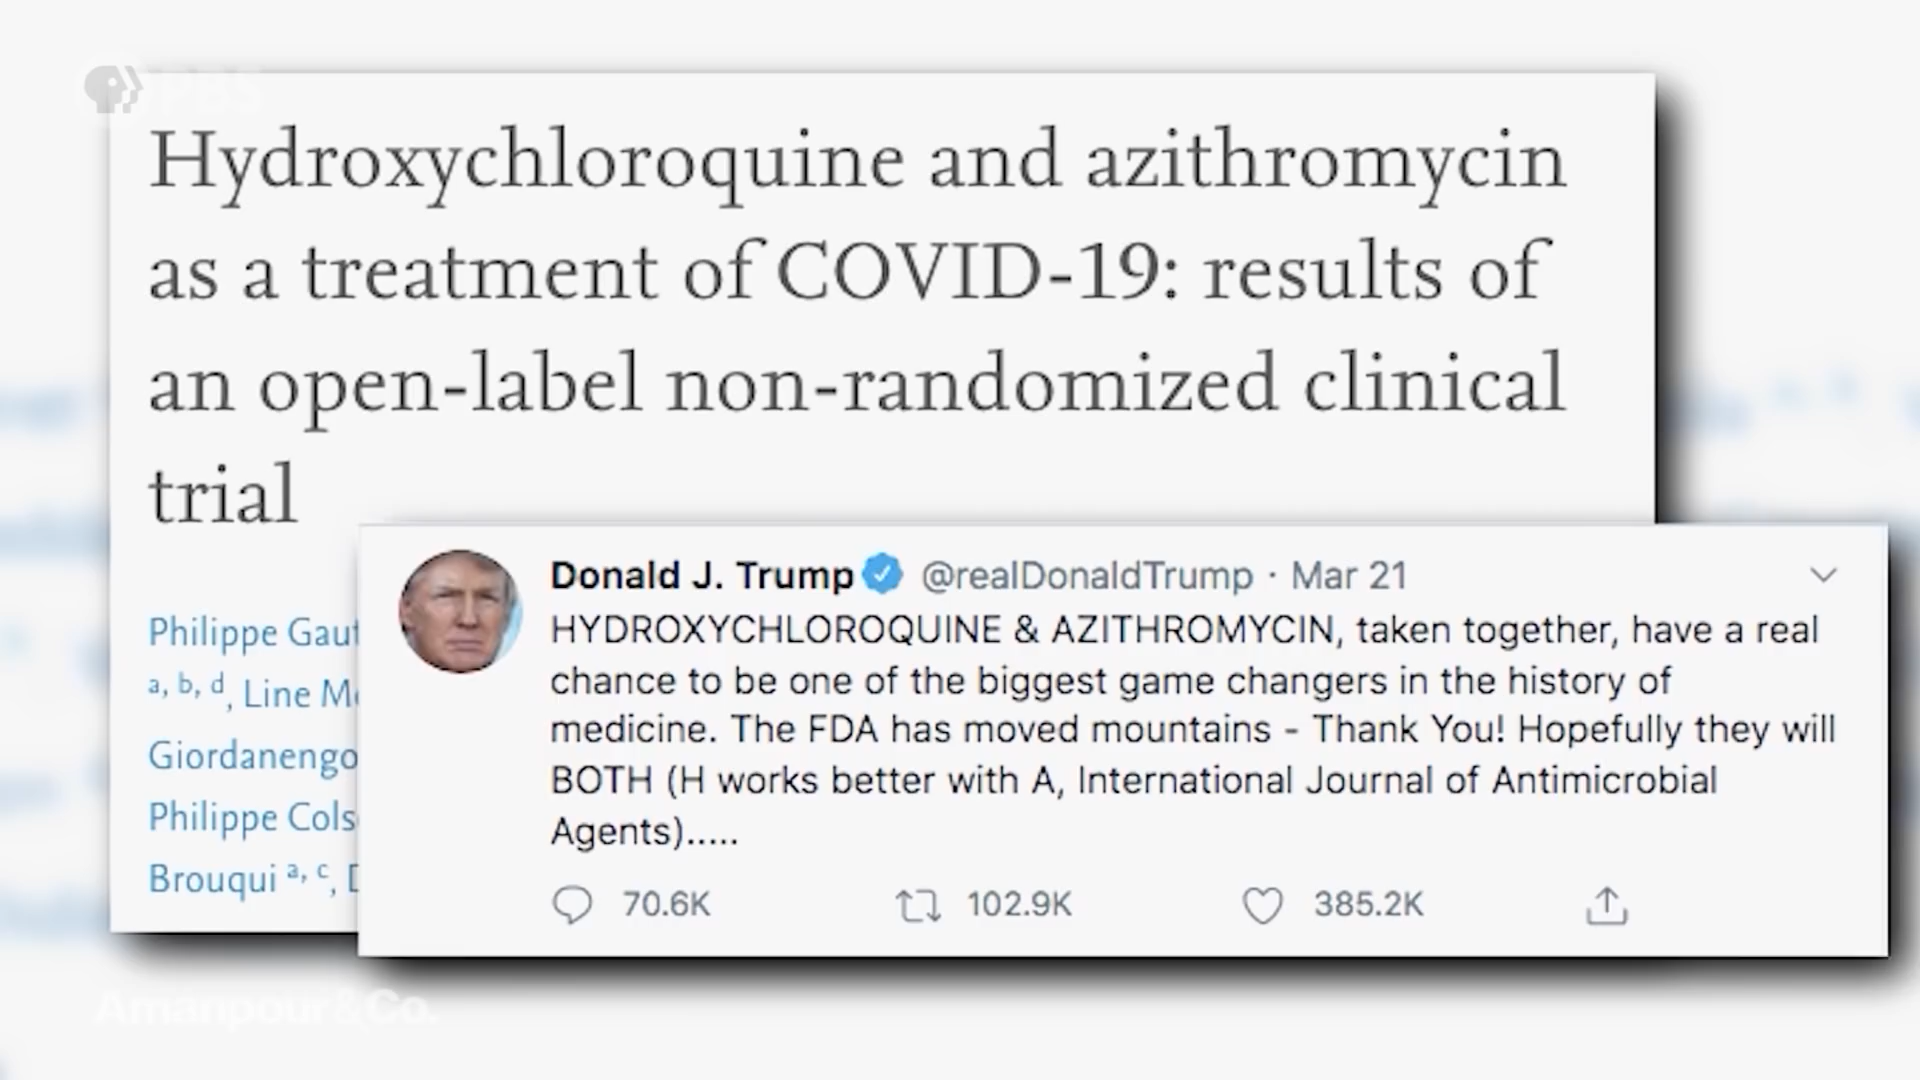 PBS
Hydroxychloroquine and azithromycin
as a treatment of COVID-19: results of
an open-label non-randomized clinical
trial
Philippe
a, b, d, Line
Giordanengo
Philippe
Brouqui a, c,
Donald J. Trump @realDonaldTrump · Mar 21
HYDROXYCHLOROQUINE & AZITHROMYCIN, taken together, have a real
chance to be one of the biggest game changers in the history of
medicine. The FDA has moved mountains - Thank You! Hopefully they will
BOTH (H works better with A, International Journal of Antimicrobial
Agents).....
70.6K 102.9K 385.2K
Amanpour&Co.